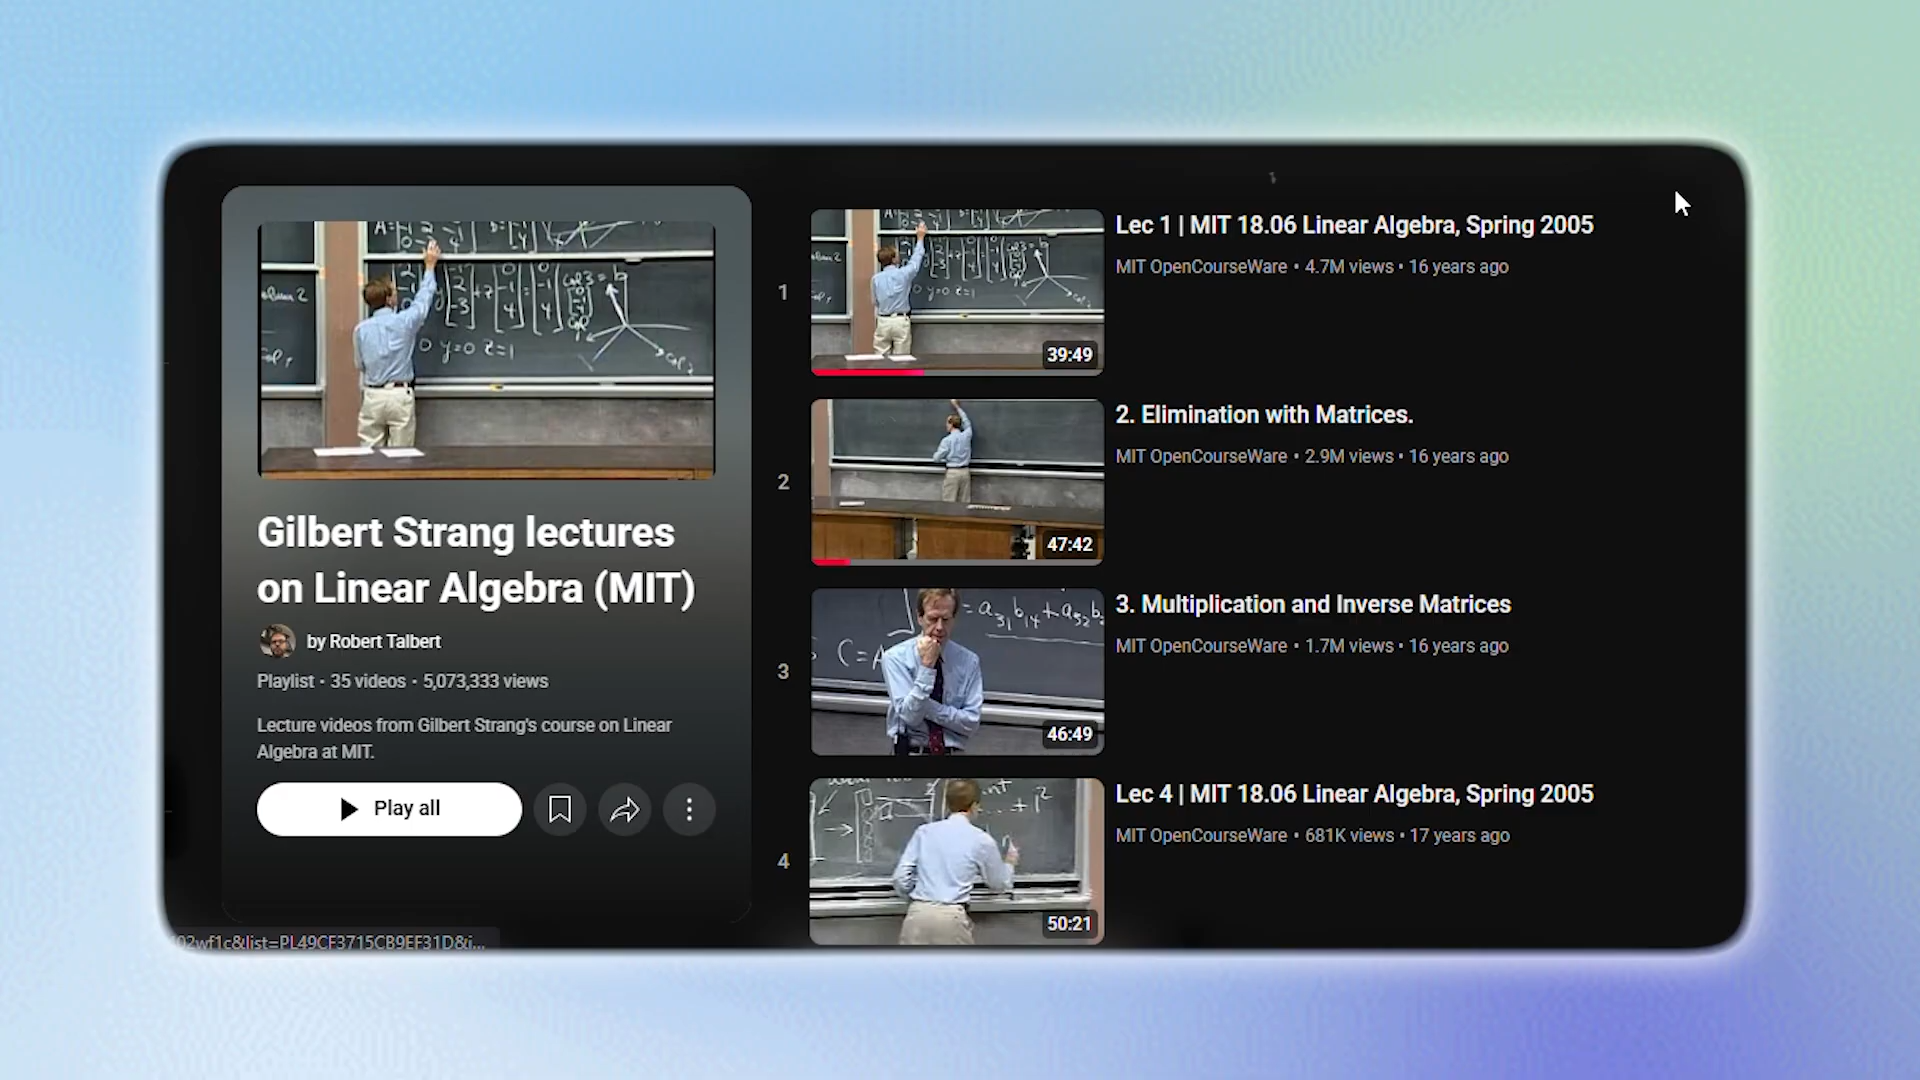 Gilbert Strang lectures
on Linear Algebra (MIT)
by Robert Talbert
Playlist • 35 videos • 5,073,333 views
Lecture videos from Gilbert Strang's course on Linear
Algebra at MIT.
Play all
1
39:49
Lec 1 | MIT 18.06 Linear Algebra, Spring 2005
MIT OpenCourseWare • 4.7M views • 16 years ago
2
47:42
2. Elimination with Matrices.
MIT OpenCourseWare • 2.9M views • 16 years ago
3
46:49
3. Multiplication and Inverse Matrices
MIT OpenCourseWare • 1.7M views • 16 years ago
4
50:21
Lec 4 | MIT 18.06 Linear Algebra, Spring 2005
MIT OpenCourseWare • 681K views • 17 years ago
02wf1c&list=PL49CF3715CB9EF31D&i...